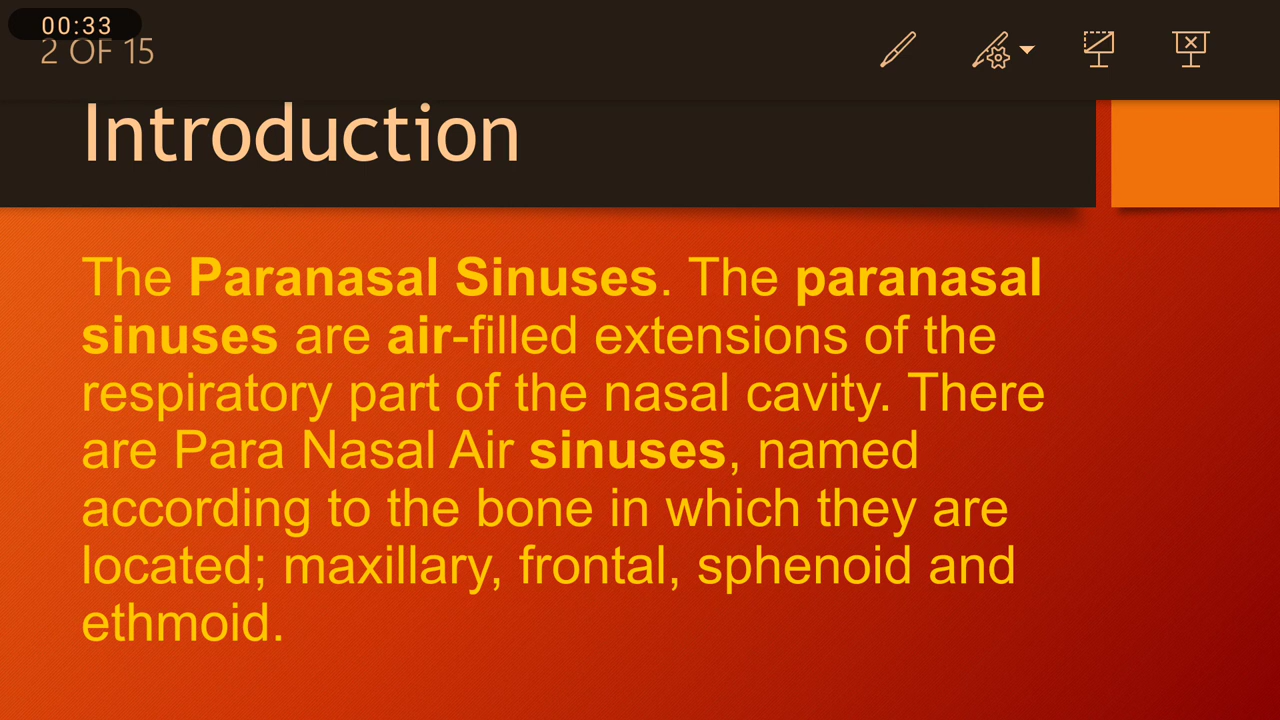 00:33
2 OF 15
Introduction
The Paranasal Sinuses. The paranasal
sinuses are air-filled extensions of the
respiratory part of the nasal cavity. There
are Para Nasal Air sinuses, named
according to the bone in which they are
located; maxillary, frontal, sphenoid and
ethmoid.